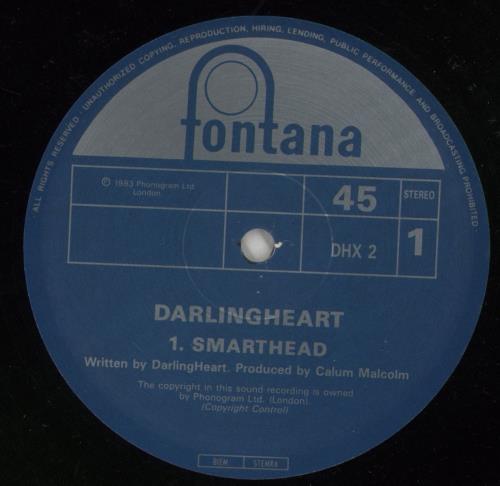 ALL RIGHTS RESERVED · UNAUTHORIZED COPYING, REPRODUCTION, HIRING, LENDING, PUBLIC PERFORMANCE AND BROADCASTING PROHIBITED ·
fontana
℗ 1993 Phonogram Ltd.
London.
45
STEREO
DHX 2
1
DARLINGHEART
1. SMARTHEAD
Written by DarlingHeart. Produced by Calum Malcolm
The copyright in this sound recording is owned
by Phonogram Ltd. (London).
(Copyright Control)
BIEM STEMRA